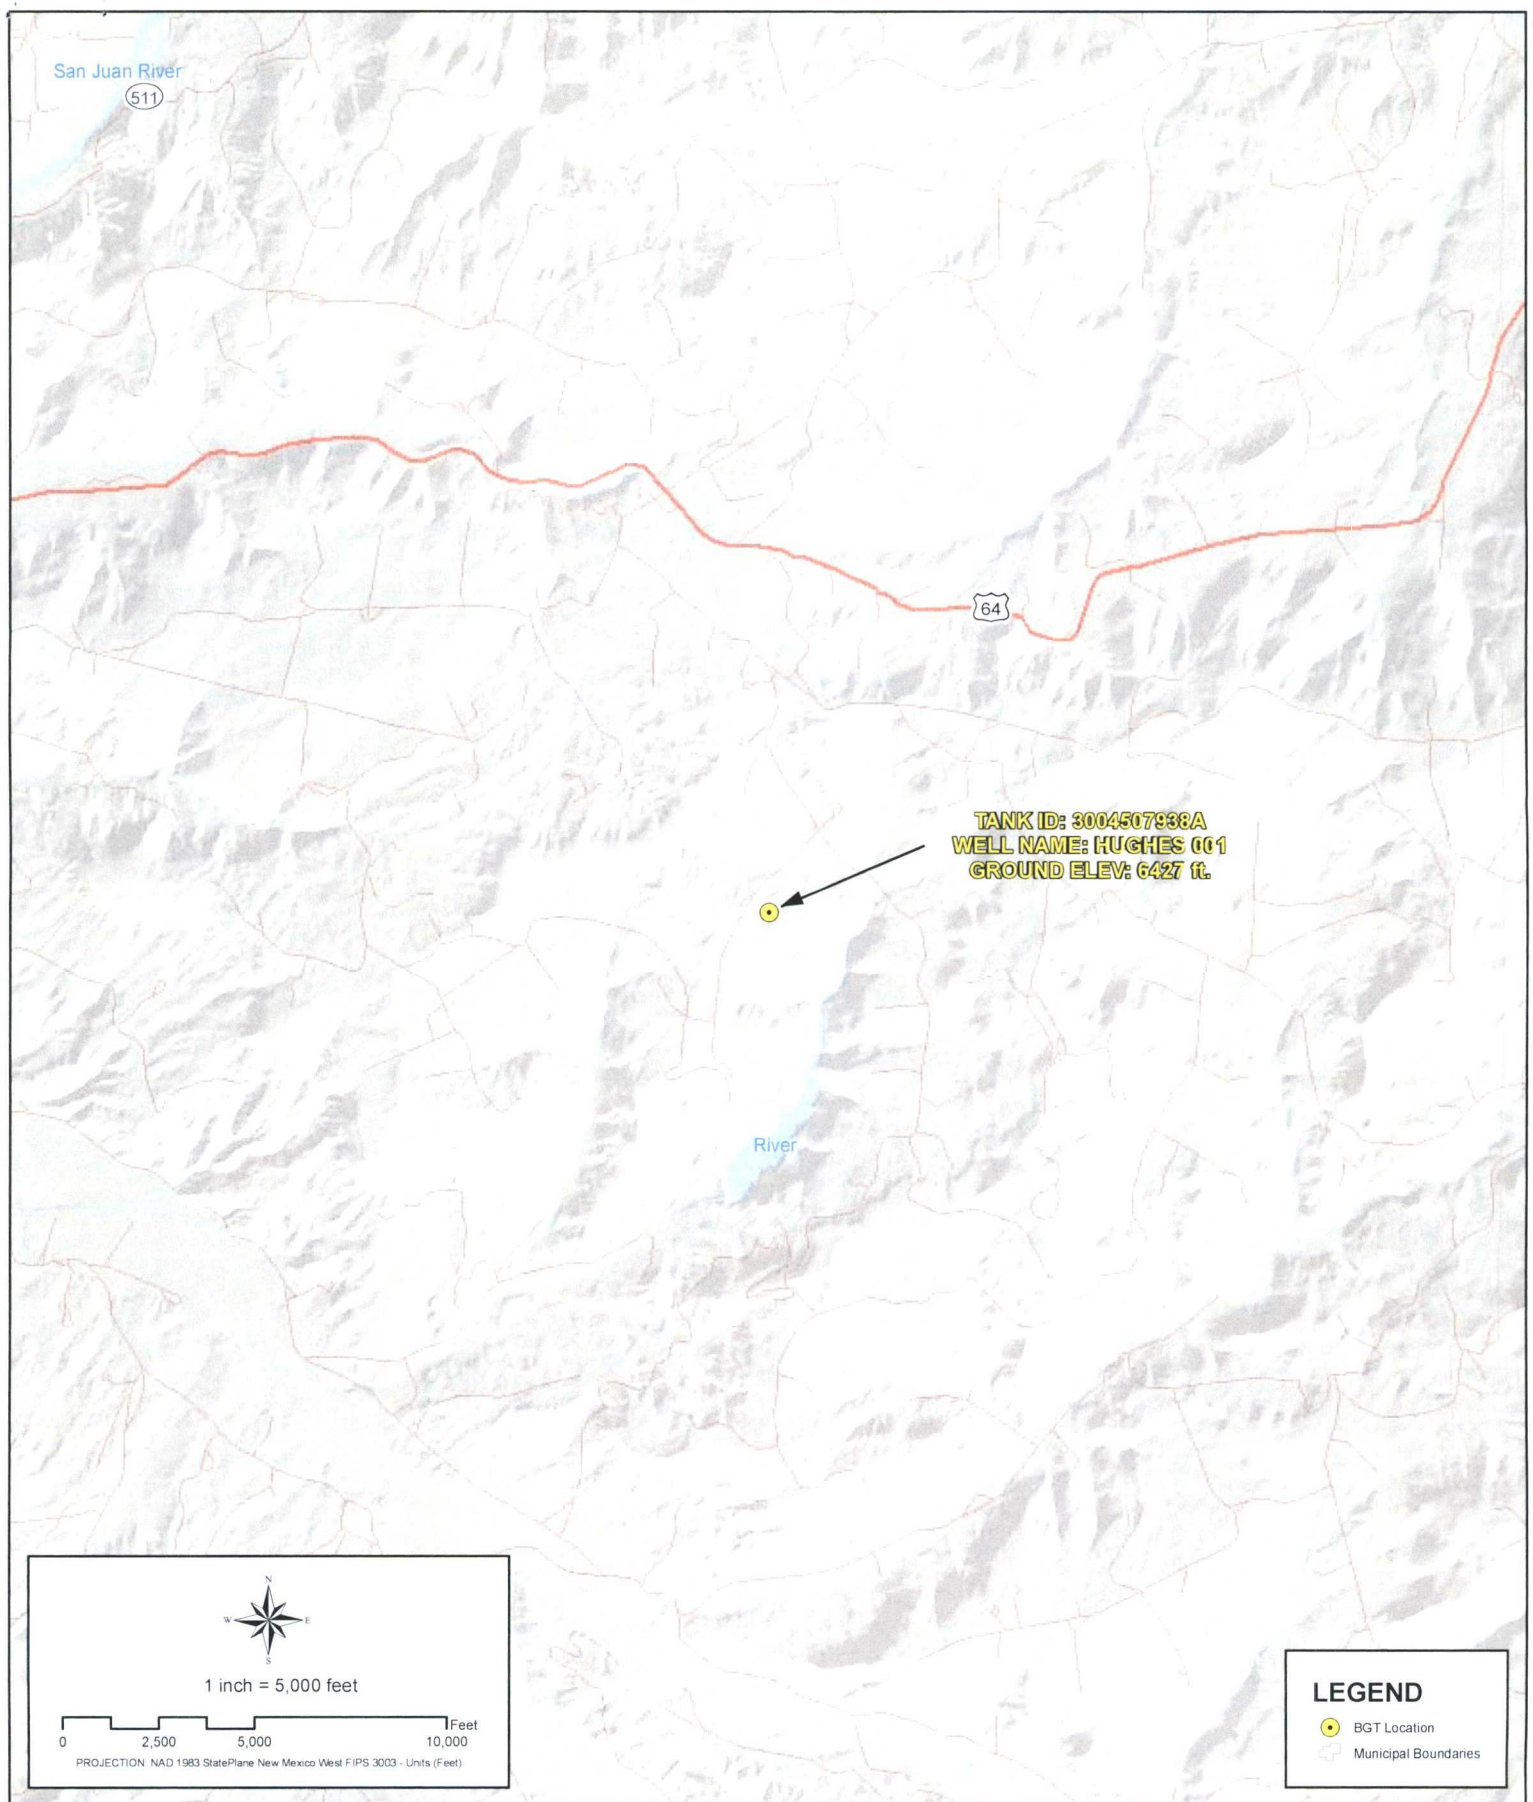 San Juan River
511
64
TANK ID: 3004507938A
WELL NAME: HUGHES 001
GROUND ELEV: 6427 ft.
River
N
W E
S
1 inch = 5,000 feet
Feet
0 2,500 5,000 10,000
PROJECTION: NAD 1983 StatePlane New Mexico West FIPS 3003 - Units (Feet)
LEGEND
BGT Location
Municipal Boundaries